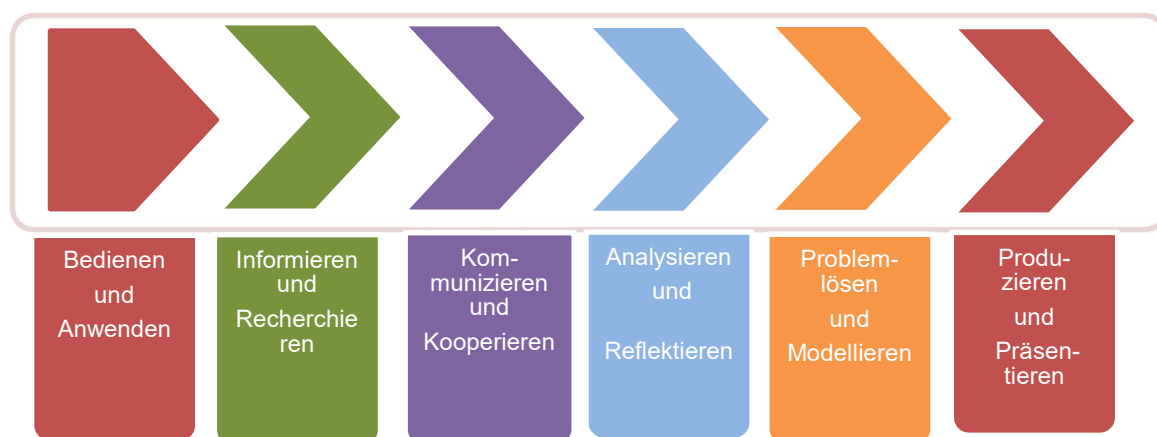 Bedienen
und
Anwenden
Informieren
und
Recherchie
ren
Kom-
munizieren
und
Kooperieren
Analysieren
und
Reflektieren
Problem-
lösen
und
Modellieren
Produ-
zieren
und
Präsen-
tieren